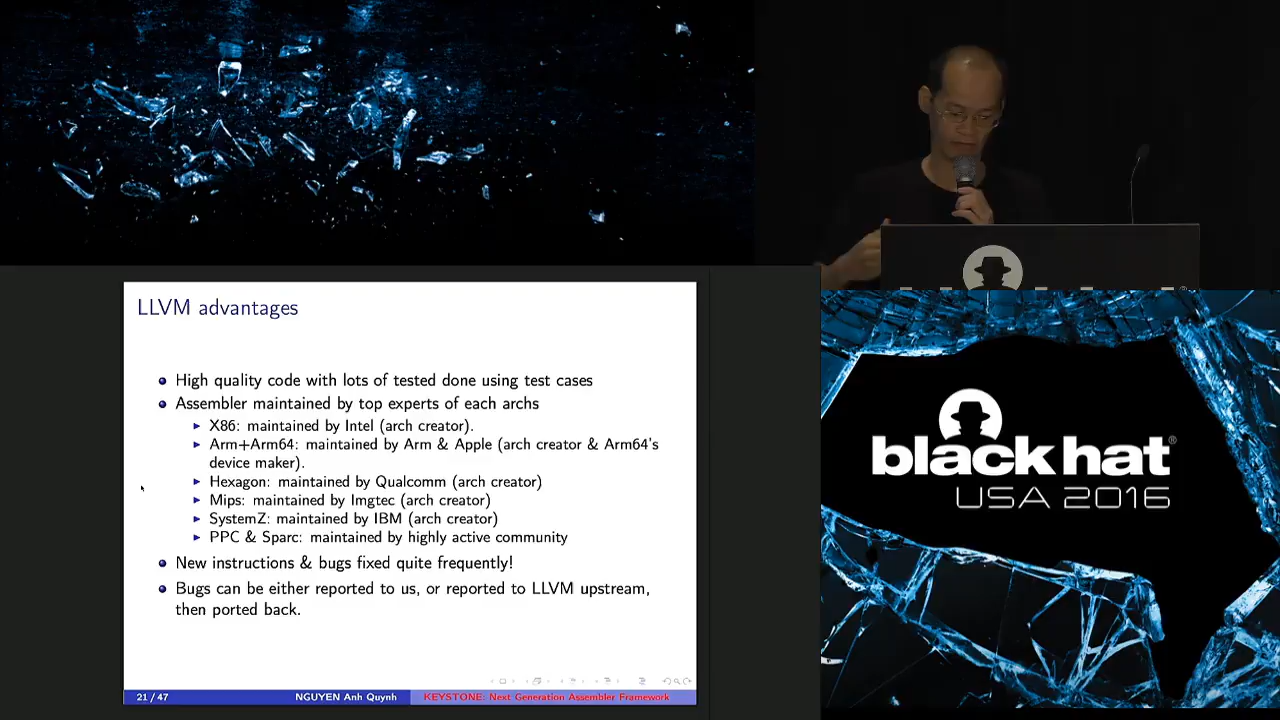 LLVM advantages
High quality code with lots of tested done using test cases
Assembler maintained by top experts of each archs
X86: maintained by Intel (arch creator).
Arm+Arm64: maintained by Arm & Apple (arch creator & Arm64's
device maker).
Hexagon: maintained by Qualcomm (arch creator)
Mips: maintained by Imgtec (arch creator)
SystemZ: maintained by IBM (arch creator)
PPC & Sparc: maintained by highly active community
New instructions & bugs fixed quite frequently!
Bugs can be either reported to us, or reported to LLVM upstream,
then ported back.
21 / 47
NGUYEN Anh Quynh
KEYSTONE: Next Generation Assembler Framework
black hat®
USA 2016